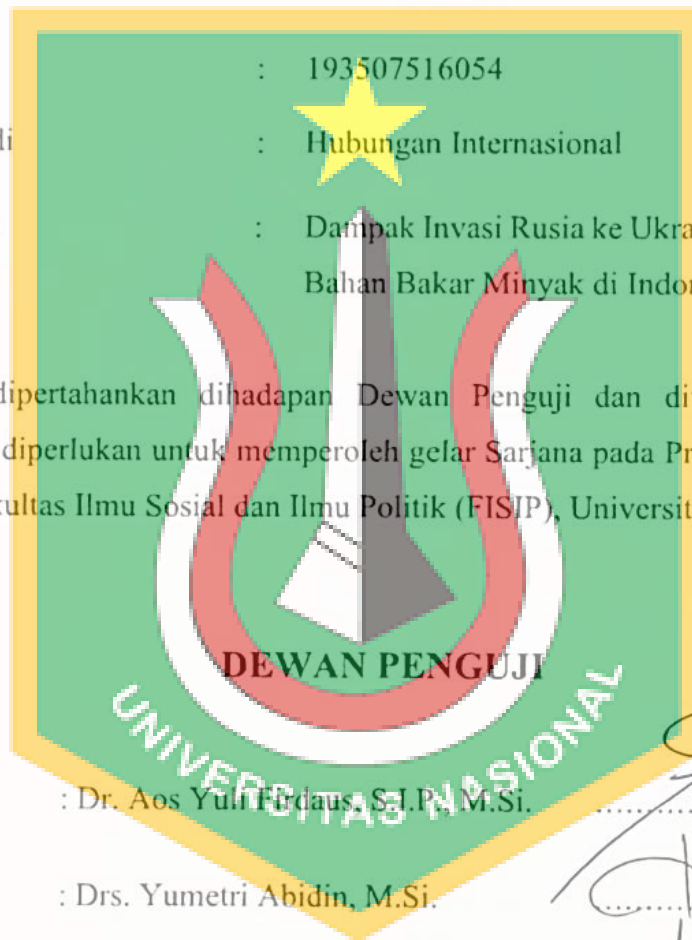 : 193507516054
di : Hubungan Internasional
: Dampak Invasi Rusia ke Ukra
Bahan Bakar Minyak di Indon
dipertahankan dihadapan Dewan Penguji dan di
diperlukan untuk memperoleh gelar Sarjana pada Pr
kultas Ilmu Sosial dan Ilmu Politik (FISIP), Universit
DEWAN PENGUJI
UNIVERSITAS NASIONAL
: Dr. Aos Yuli Firdaus, S.I.P., M.Si. ..........
: Drs. Yumetri Abidin, M.Si. ..........